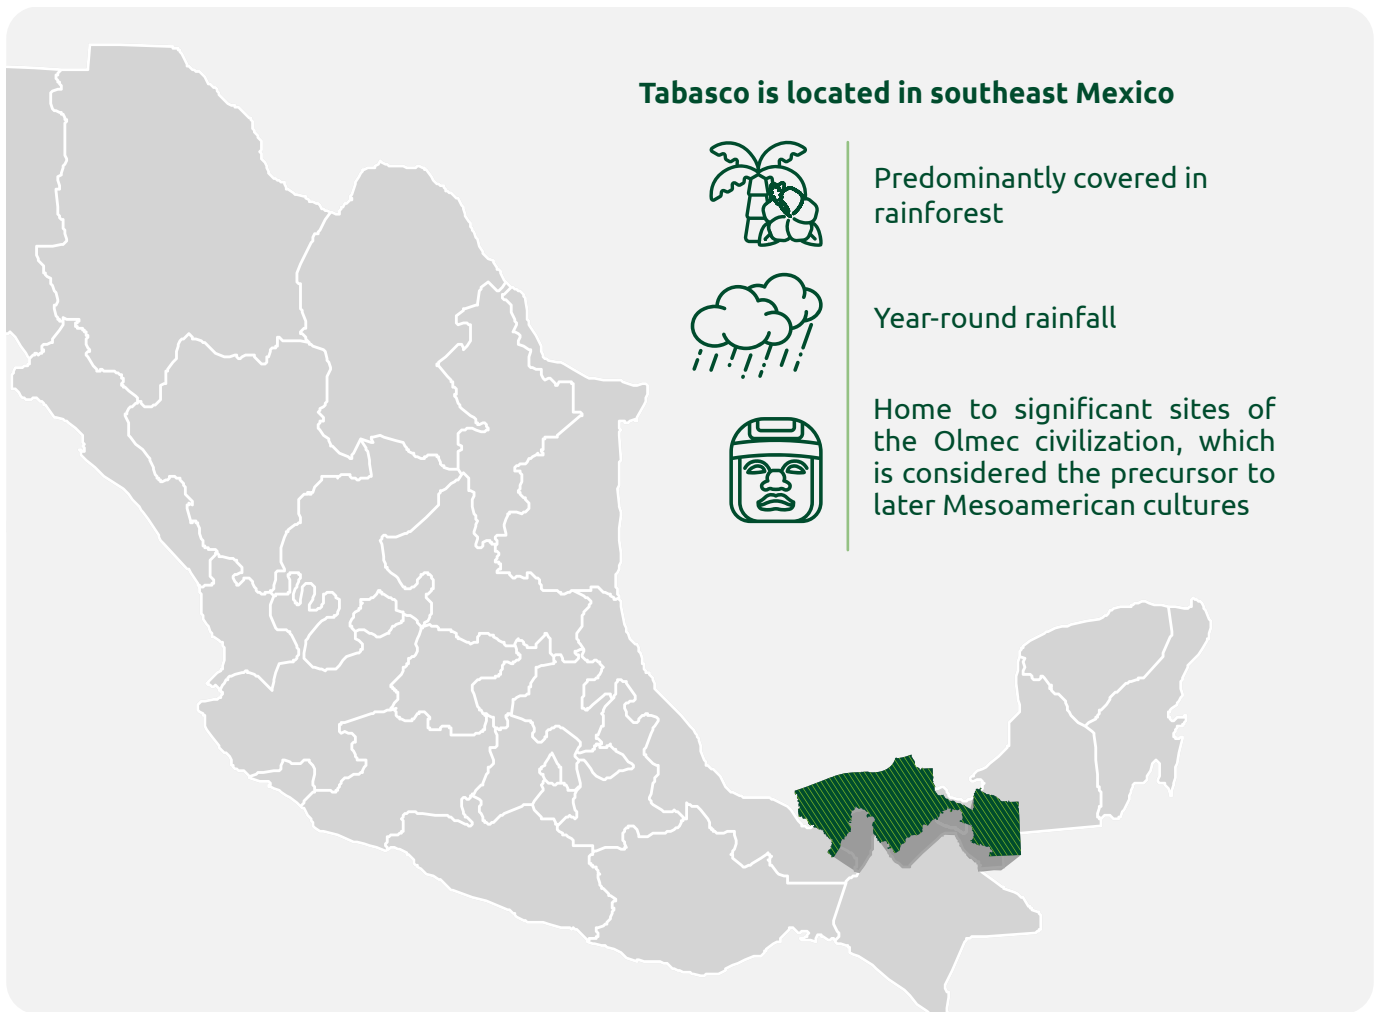 Tabasco is located in southeast Mexico
Predominantly covered in
rainforest
Year-round rainfall
Home to significant sites of
the Olmec civilization, which
is considered the precursor to
later Mesoamerican cultures